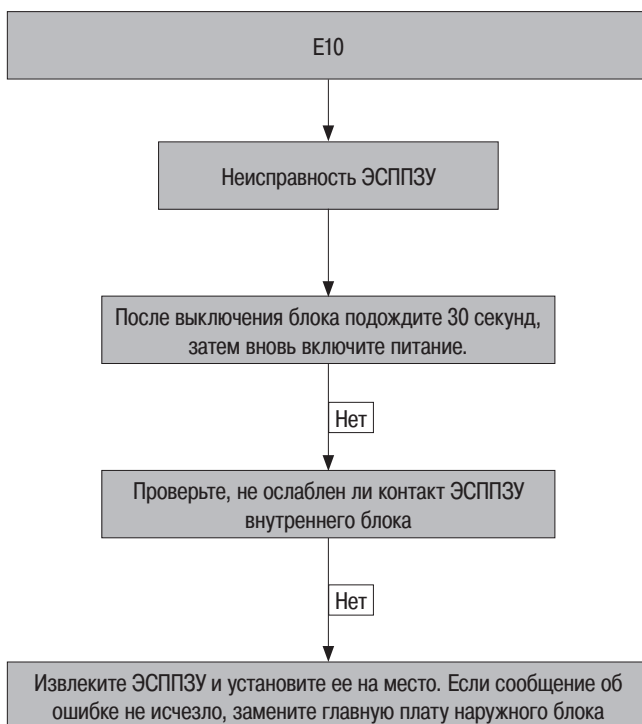 E10
Неисправность ЭСППЗУ
После выключения блока подождите 30 секунд,
затем вновь включите питание.
Нет
Проверьте, не ослаблен ли контакт ЭСППЗУ
внутреннего блока
Нет
Извлеките ЭСППЗУ и установите ее на место. Если сообщение об
ошибке не исчезло, замените главную плату наружного блока